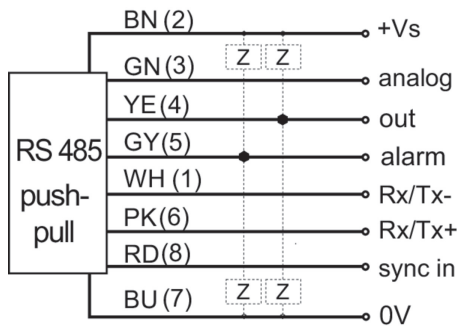 BN (2) +Vs
Z Z
GN (3) analog
YE (4) out
GY (5) alarm
RS 485
push-
pull
WH (1) Rx/Tx-
PK (6) Rx/Tx+
RD (8) sync in
Z Z
BU (7) 0V